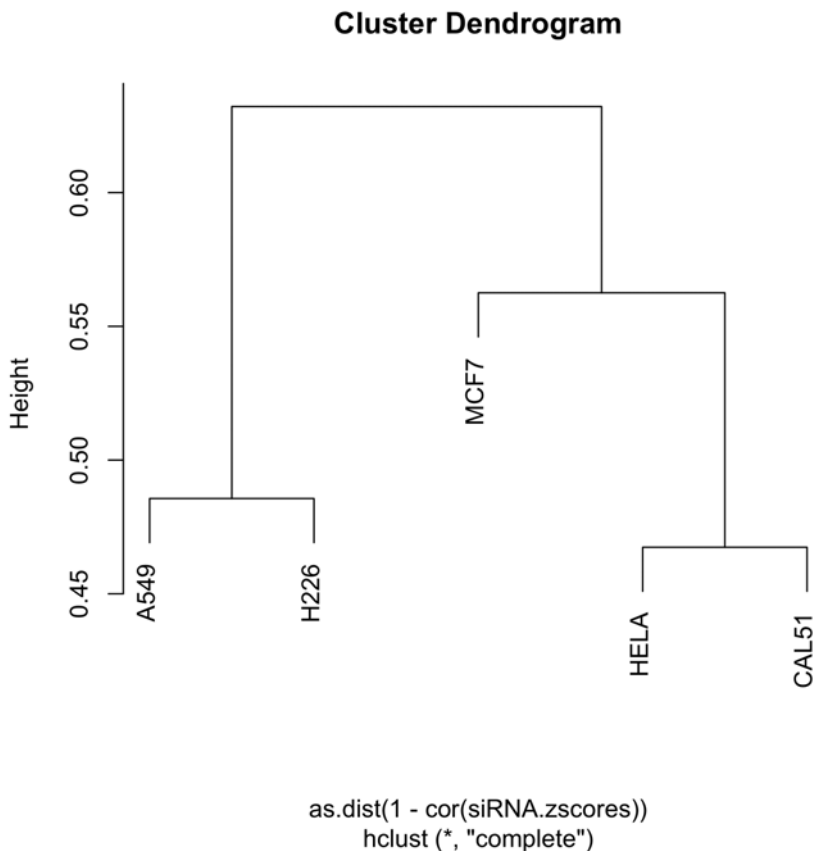 Cluster Dendrogram
Height
0.60
0.55
0.50
0.45
A549
H226
MCF7
HELA
CAL51
as.dist(1 - cor(siRNA.zscores))
hclust (*, "complete")